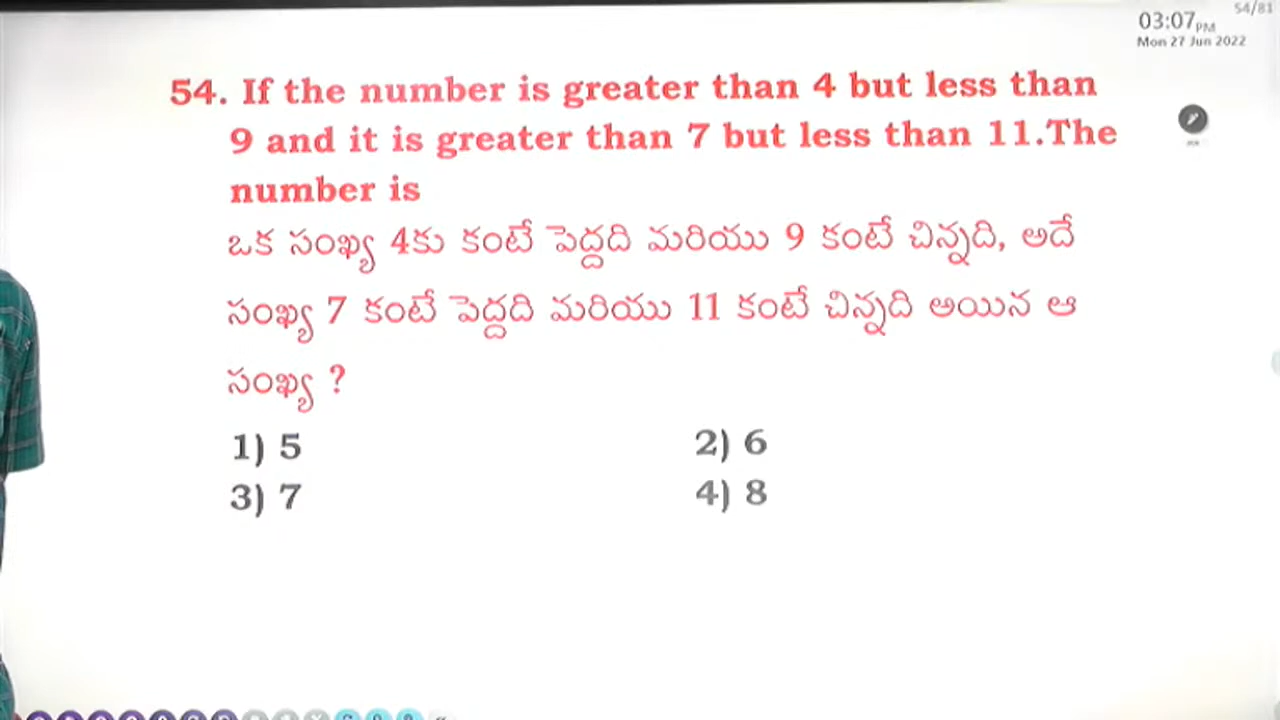 54/81
03:07PM
Mon 27 Jun 2022
54. If the number is greater than 4 but less than
9 and it is greater than 7 but less than 11.The
number is
ఒక సంఖ్య 4కు కంటే పెద్దది మరియు 9 కంటే చిన్నది, అదే
సంఖ్య 7 కంటే పెద్దది మరియు 11 కంటే చిన్నది అయిన ఆ
సంఖ్య ?
1) 5
2) 6
3) 7
4) 8